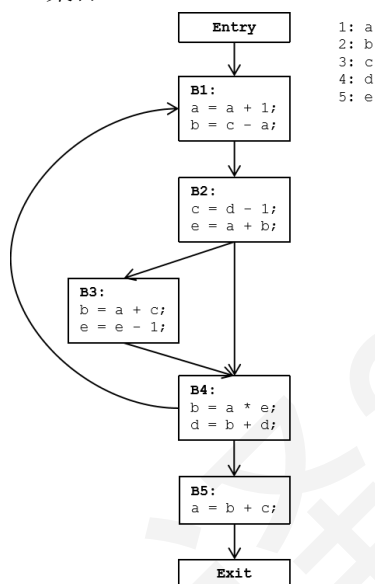 Entry
1: a
2: b
3: c
4: d
5: e
B1:
a = a + 1;
b = c - a;
B2:
c = d - 1;
e = a + b;
B3:
b = a + c;
e = e - 1;
B4:
b = a * e;
d = b + d;
B5:
a = b + c;
Exit